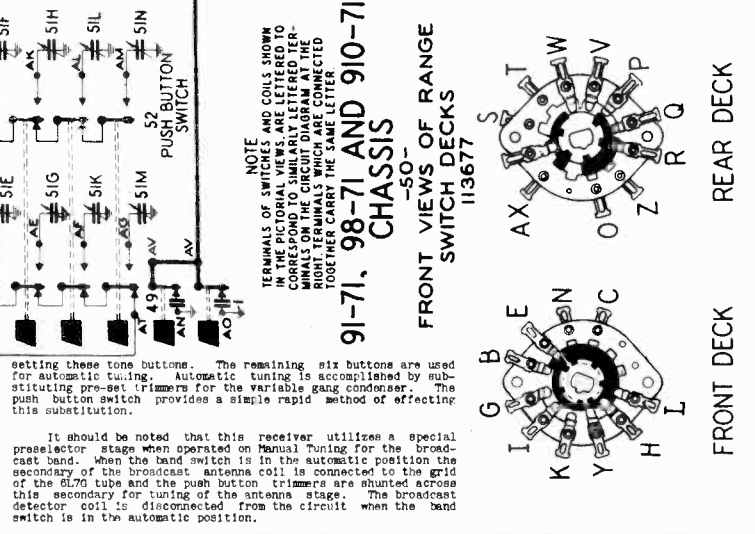 51F
51H
51L
51N
AK
AL
AM
52
PUSH BUTTON
SWITCH
51E
51G
51K
51M
AE
AF
AG
AV
AV
AT
49
AN
AO
NOTE
TERMINALS OF SWITCHES AND COILS SHOWN
IN THE PICTORIAL VIEWS, ARE LETTERED TO
CORRESPOND TO SIMILARLY LETTERED TER-
MINALS ON THE CIRCUIT DIAGRAM AT THE
RIGHT. TERMINALS WHICH ARE CONNECTED
TOGETHER CARRY THE SAME LETTER.
91-71, 98-71 AND 910-71
CHASSIS
-50-
FRONT VIEWS OF RANGE
SWITCH DECKS
113677
S
T
W
V
P
Q
R
Z
O
AX
REAR DECK
G
B
E
N
C
L
H
Y
K
I
FRONT DECK
setting these tone buttons. The remaining six buttons are used
for automatic tuning. Automatic tuning is accomplished by sub-
stituting pre-set trimmers for the variable gang condenser. The
push button switch provides a simple rapid method of effecting
this substitution.
It should be noted that this receiver utilizes a special
preselector stage when operated on Manual Tuning for the broad-
cast band. When the band switch is in the automatic position the
secondary of the broadcast antenna coil is connected to the grid
of the 6L7G tube and the push button trimmers are shunted across
this secondary for tuning of the antenna stage. The broadcast
detector coil is disconnected from the circuit when the band
switch is in the automatic position.